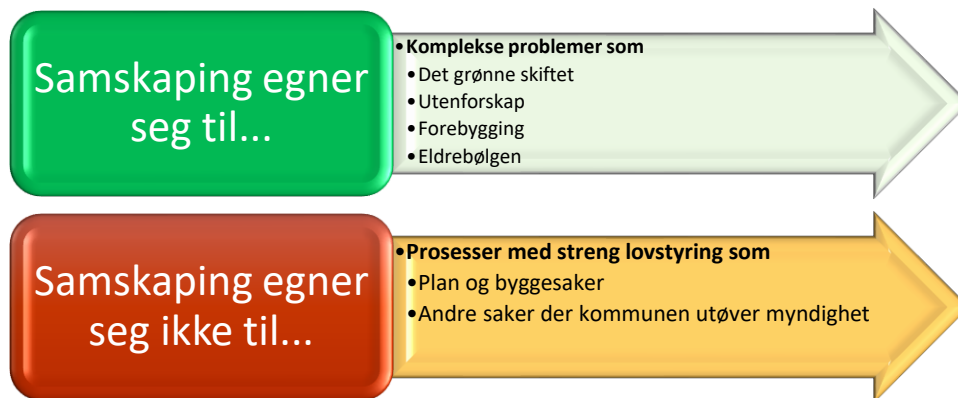 Samskaping egner
seg til...
•Komplekse problemer som
•Det grønne skiftet
•Utenforskap
•Forebygging
•Eldrebølgen
Samskaping egner
seg ikke til...
•Prosesser med streng lovstyring som
•Plan og byggesaker
•Andre saker der kommunen utøver myndighet